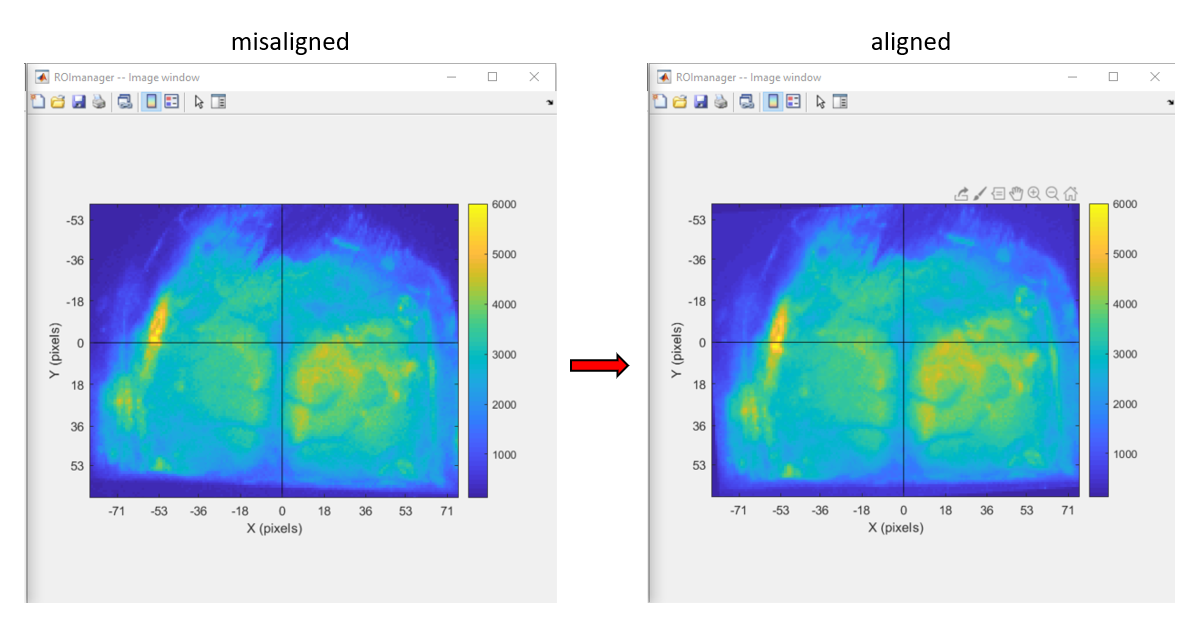 misaligned
ROImanager -- Image window
-53
-36
-18
0
18
36
53
Y (pixels)
-71 -53 -36 -18 0 18 36 53 71
X (pixels)
6000
5000
4000
3000
2000
1000
aligned
ROImanager -- Image window
-53
-36
-18
0
18
36
53
Y (pixels)
-71 -53 -36 -18 0 18 36 53 71
X (pixels)
6000
5000
4000
3000
2000
1000